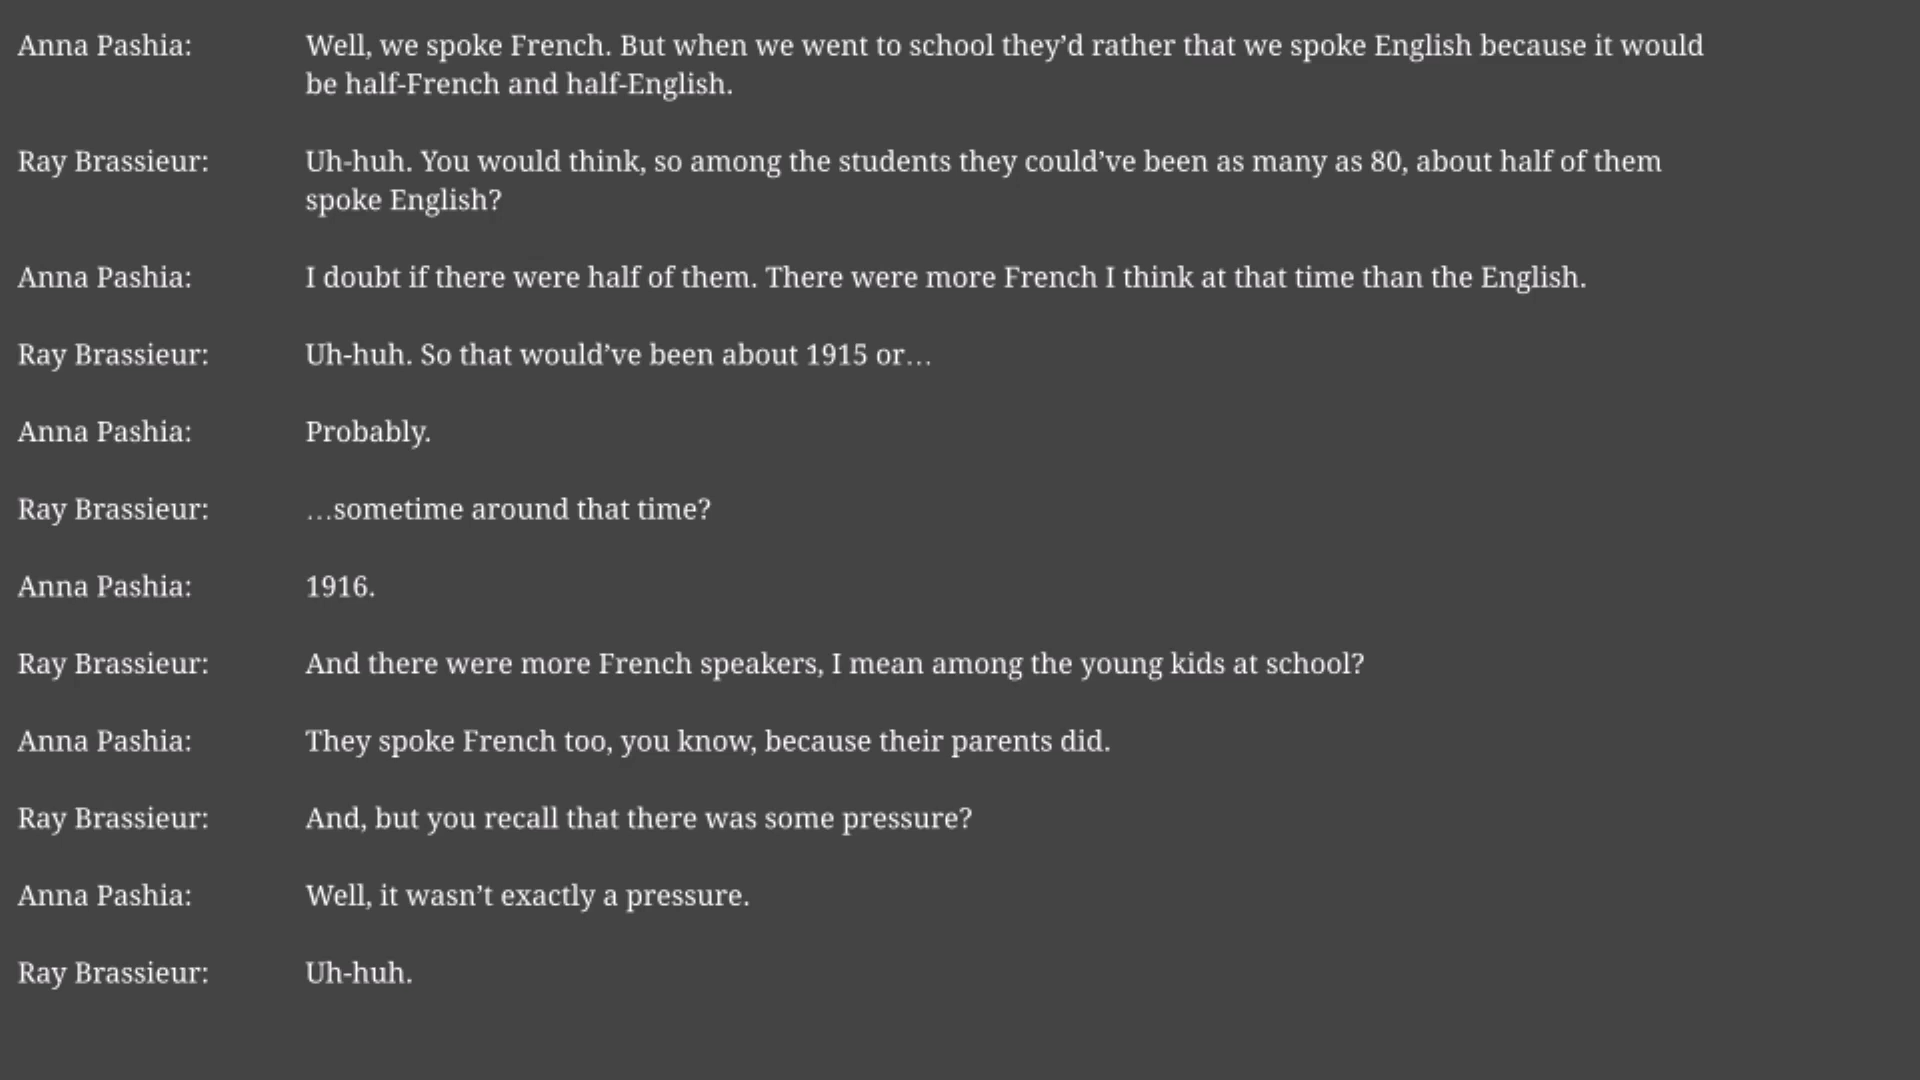 Anna Pashia: Well, we spoke French. But when we went to school they’d rather that we spoke English because it would
be half-French and half-English.
Ray Brassieur: Uh-huh. You would think, so among the students they could’ve been as many as 80, about half of them
spoke English?
Anna Pashia: I doubt if there were half of them. There were more French I think at that time than the English.
Ray Brassieur: Uh-huh. So that would’ve been about 1915 or…
Anna Pashia: Probably.
Ray Brassieur: …sometime around that time?
Anna Pashia: 1916.
Ray Brassieur: And there were more French speakers, I mean among the young kids at school?
Anna Pashia: They spoke French too, you know, because their parents did.
Ray Brassieur: And, but you recall that there was some pressure?
Anna Pashia: Well, it wasn’t exactly a pressure.
Ray Brassieur: Uh-huh.